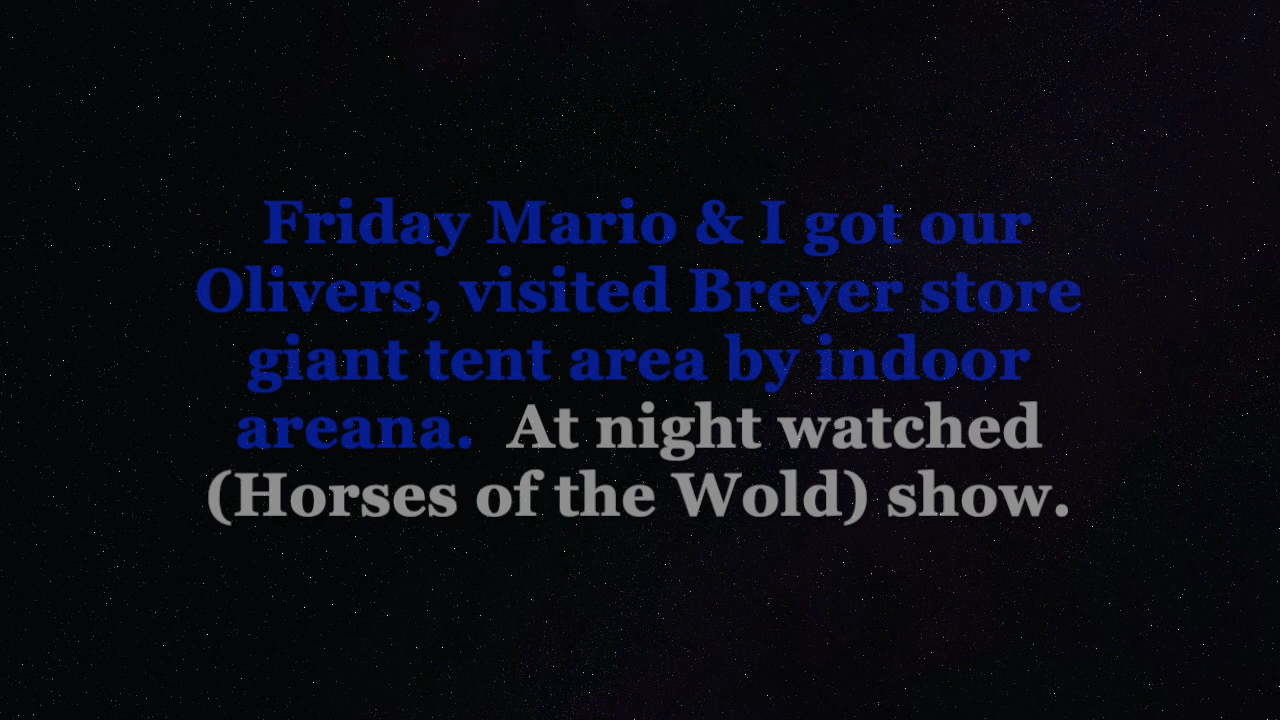 Friday Mario & I got our
Olivers, visited Breyer store
giant tent area by indoor
areana.  At night watched
(Horses of the Wold) show.